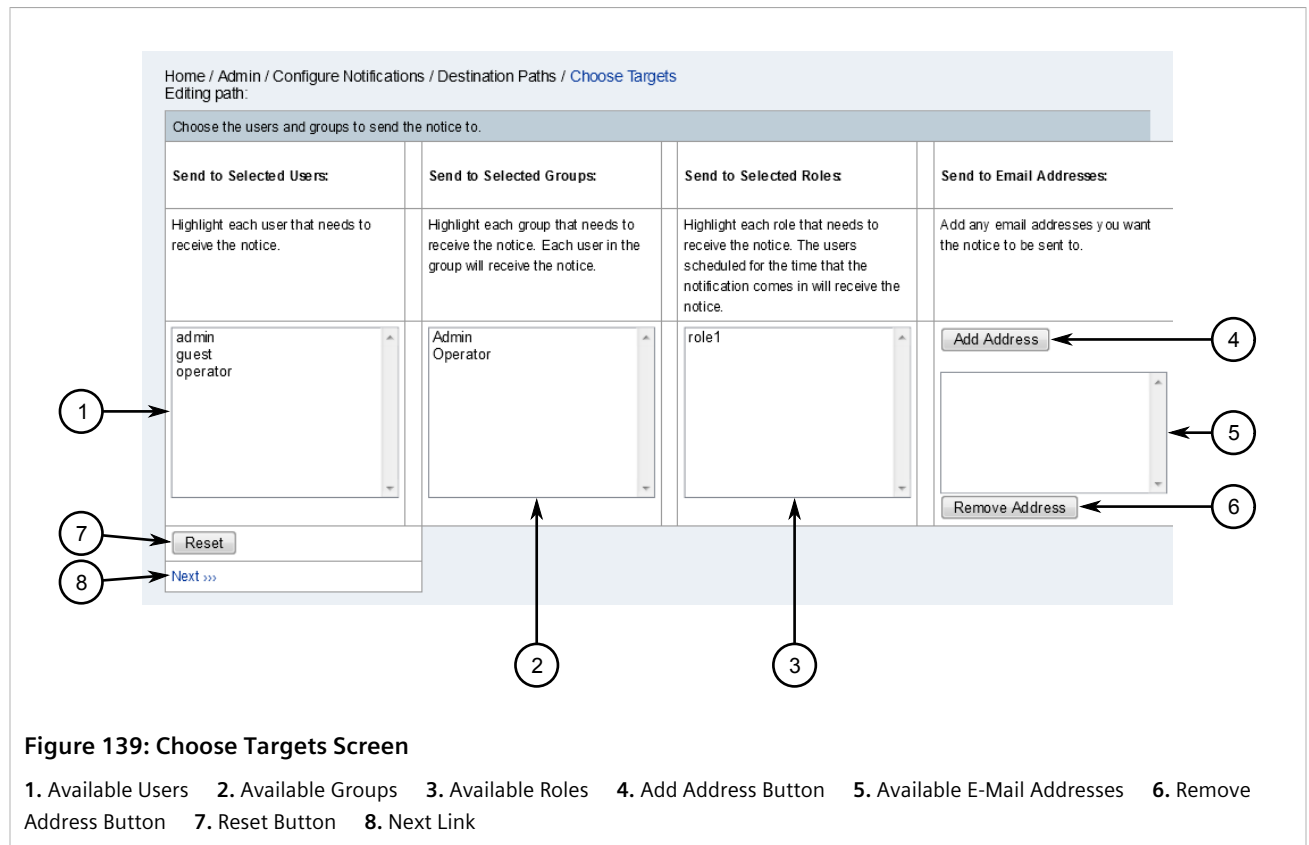 Home / Admin / Configure Notifications / Destination Paths / Choose Targets
Editing path:
Choose the users and groups to send the notice to.
Send to Selected Users:
Send to Selected Groups:
Send to Selected Roles:
Send to Email Addresses:
Highlight each user that needs to
receive the notice.
Highlight each group that needs to
receive the notice. Each user in the
group will receive the notice.
Highlight each role that needs to
receive the notice. The users
scheduled for the time that the
notification comes in will receive the
notice.
Add any email addresses you want
the notice to be sent to.
admin
guest
operator
Admin
Operator
role1
Add Address
4
1
5
Remove Address
6
7
Reset
8
Next ›››
2
3
Figure 139: Choose Targets Screen
1. Available Users 2. Available Groups 3. Available Roles 4. Add Address Button 5. Available E-Mail Addresses 6. Remove
Address Button 7. Reset Button 8. Next Link